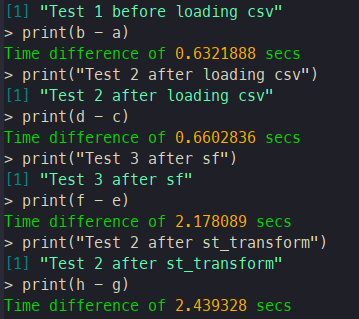 [1] "Test 1 before loading csv"
> print(b - a)
Time difference of 0.6321888 secs
> print("Test 2 after loading csv")
[1] "Test 2 after loading csv"
> print(d - c)
Time difference of 0.6602836 secs
> print("Test 3 after sf")
[1] "Test 3 after sf"
> print(f - e)
Time difference of 2.178089 secs
> print("Test 2 after st_transform")
[1] "Test 2 after st_transform"
> print(h - g)
Time difference of 2.439328 secs